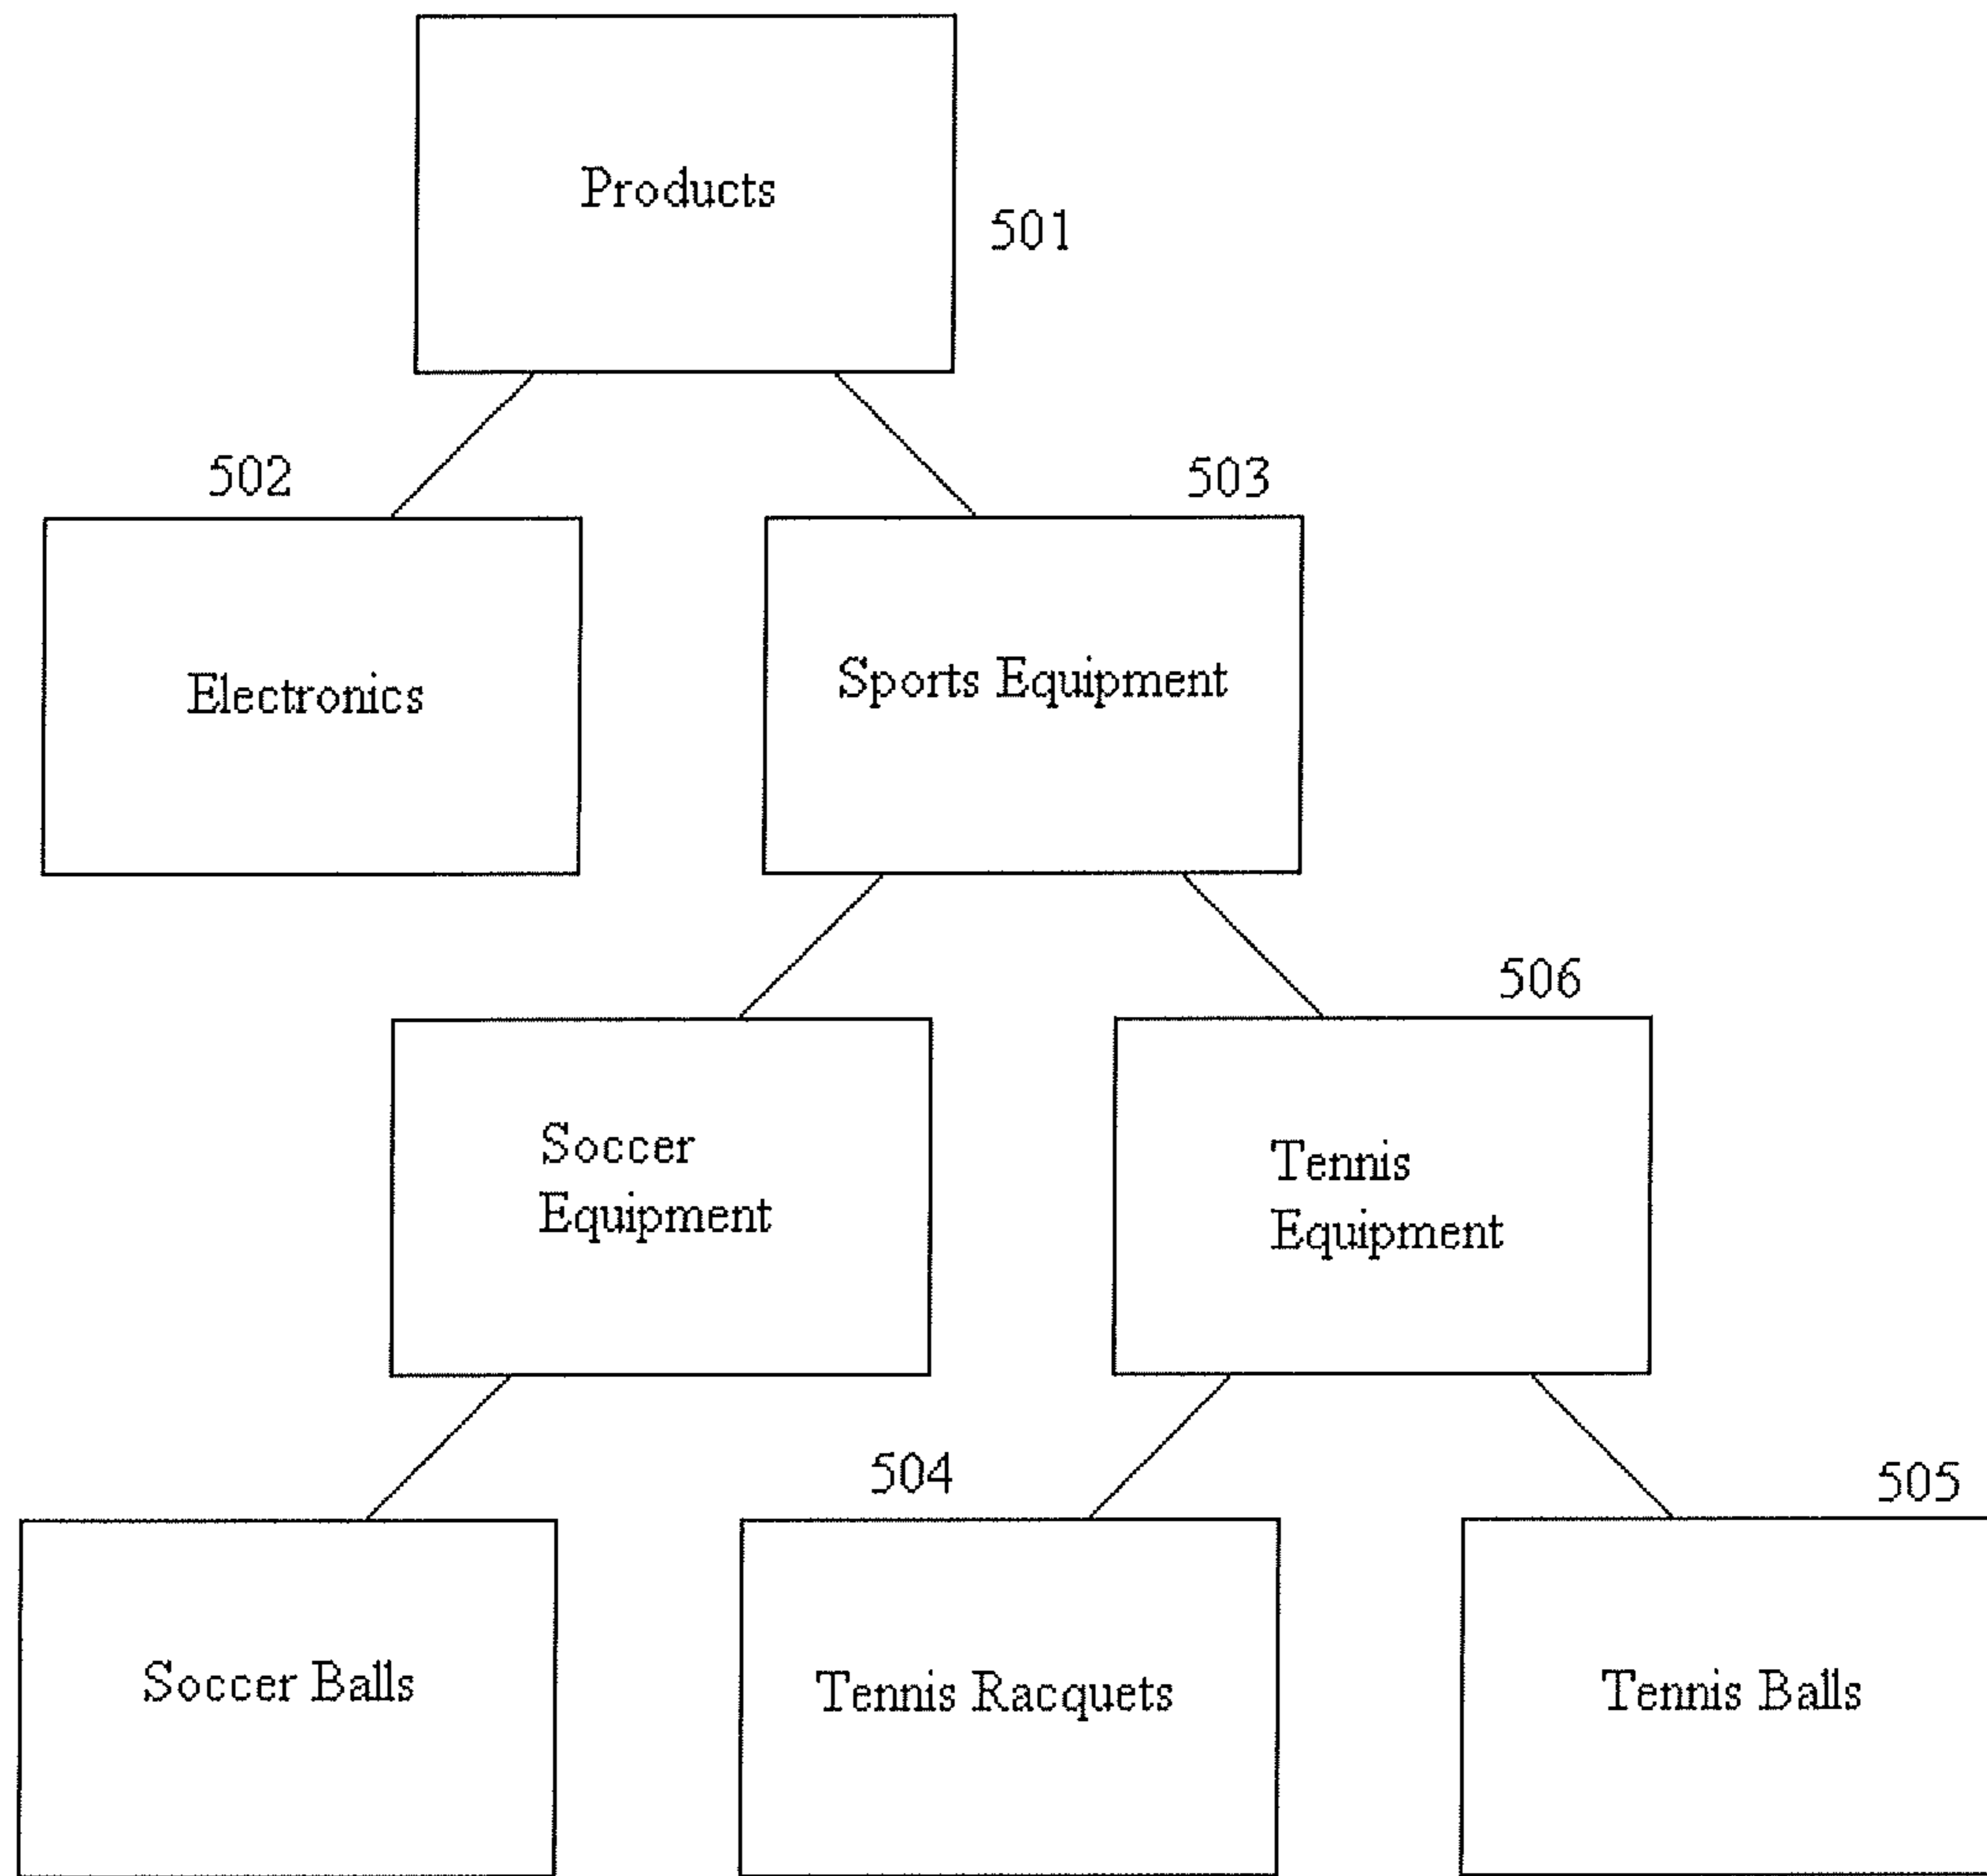 Products
501
502
503
Electronics
Sports Equipment
506
Soccer
Equipment
Tennis
Equipment
504
505
Soccer Balls
Tennis Racquets
Tennis Balls